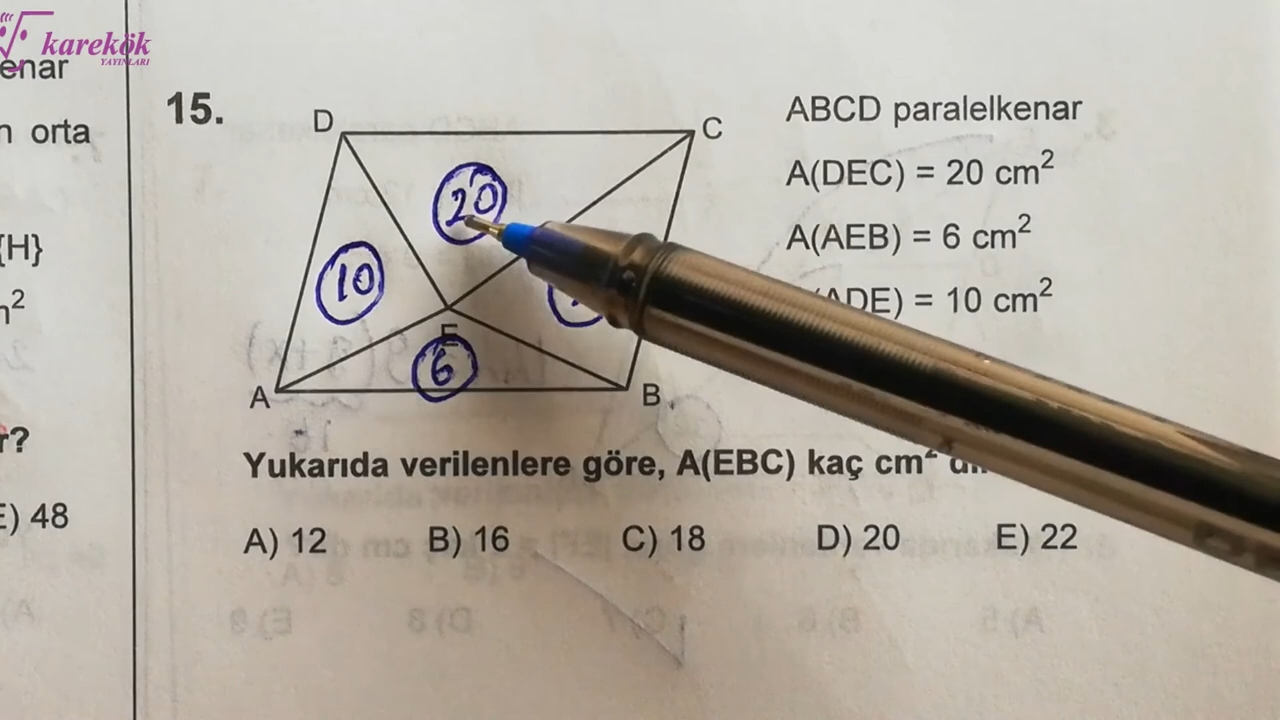 karekök
YAYINLARI
enar
n orta
{H}
r?
E) 48
15.
D
C
20
10
E
6
A
B
ABCD paralelkenar
A(DEC) = 20 cm²
A(AEB) = 6 cm²
ADE) = 10 cm²
Yukarıda verilenlere göre, A(EBC) kaç cm²
A) 12 B) 16 C) 18 D) 20 E) 22